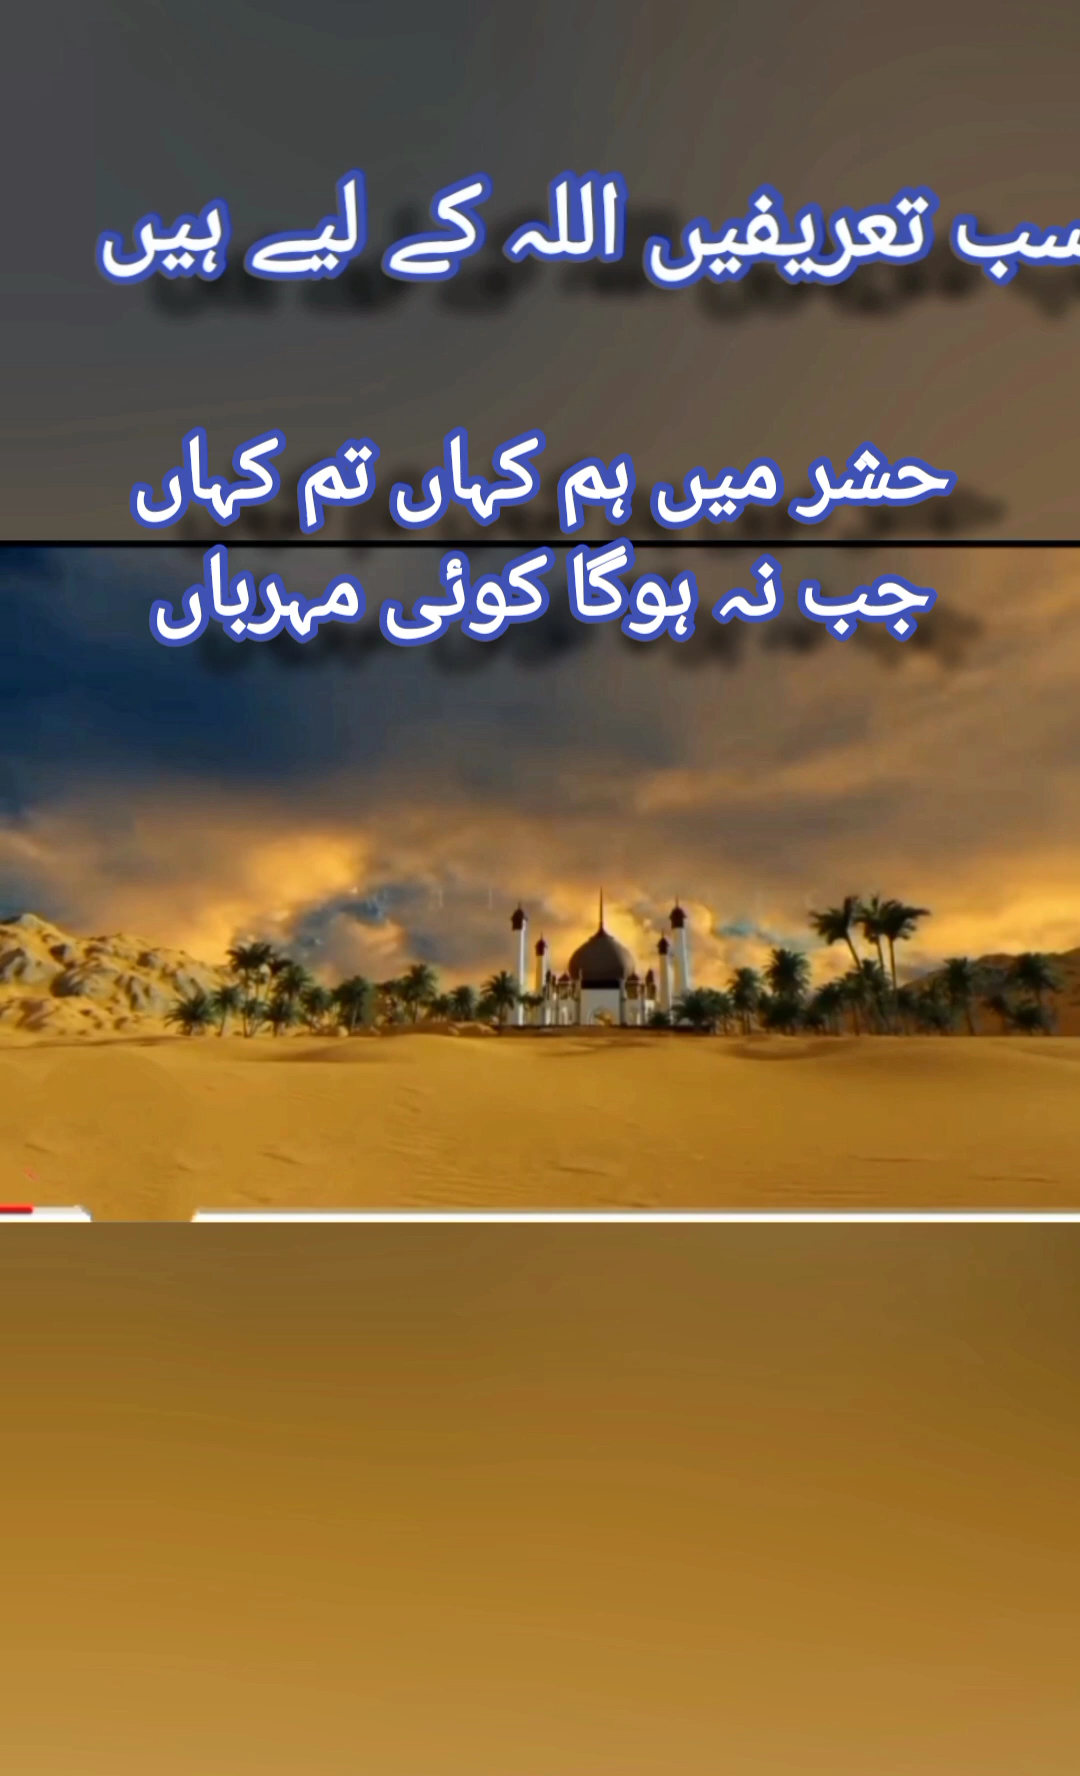 سب تعریفیں اللہ کے لیے ہیں
حشر میں ہم کہاں تم کہاں
جب نہ ہوگا کوئی مہرباں